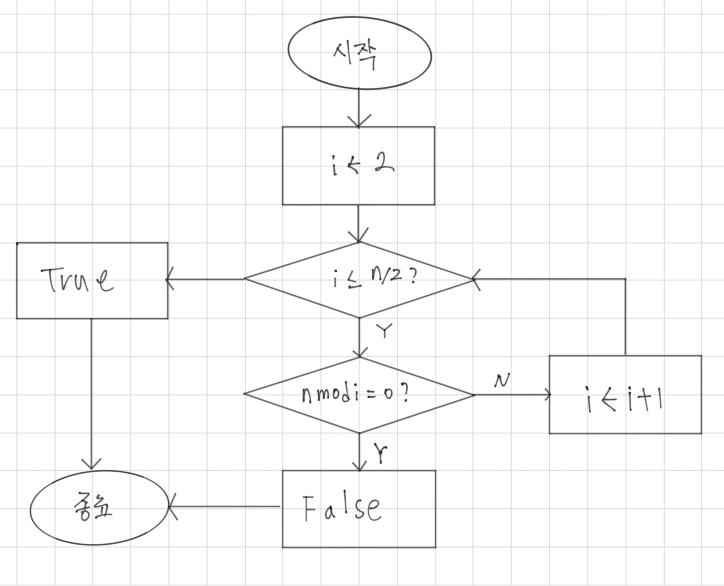 시작
i ← 2
i ≤ n/2 ?
True
Y
n mod i = 0 ?
N
i ← i+1
Y
False
종료